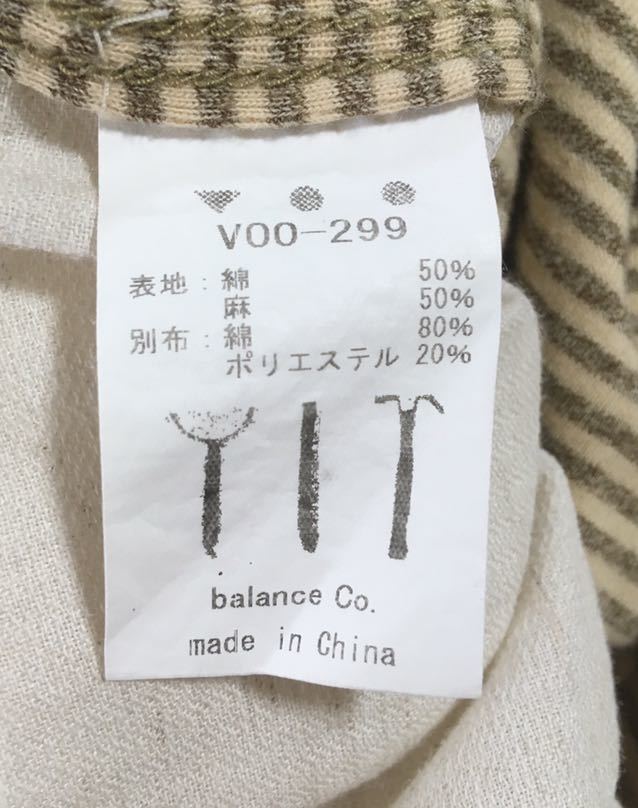 VOO-299
表地:綿 50%
麻 50%
別布:綿 80%
ポリエステル 20%
balance Co.
made in China